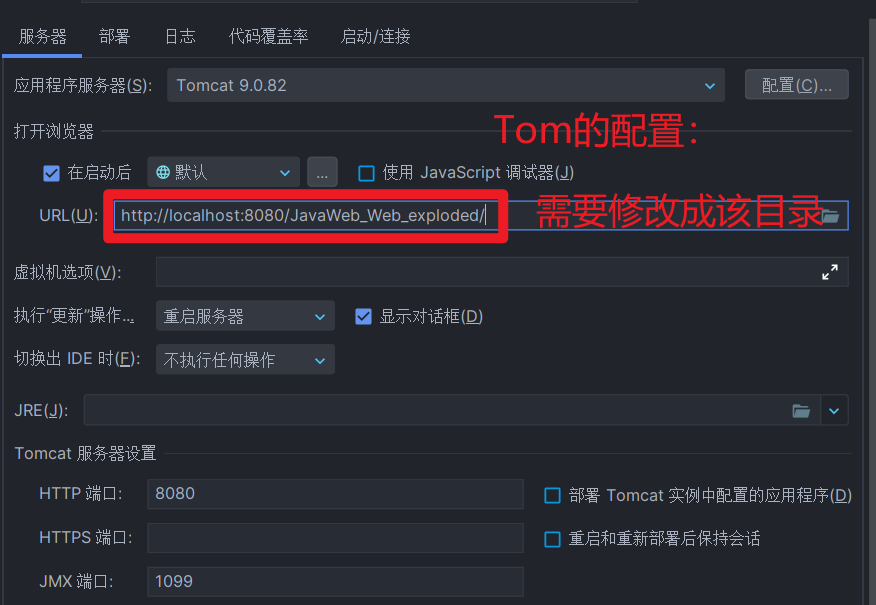 服务器 部署 日志 代码覆盖率 启动/连接
应用程序服务器(S): Tomcat 9.0.82 配置(C)...
Tom的配置：
打开浏览器
在启动后 默认 ... 使用 JavaScript 调试器(J)
URL(U): http://localhost:8080/JavaWeb_Web_exploded/ 需要修改成该目录
虚拟机选项(V):
执行“更新”操作... 重启服务器 显示对话框(D)
切换出 IDE 时(F): 不执行任何操作
JRE(J):
Tomcat 服务器设置
HTTP 端口: 8080 部署 Tomcat 实例中配置的应用程序(D)
HTTPS 端口: 重启和重新部署后保持会话
JMX 端口: 1099